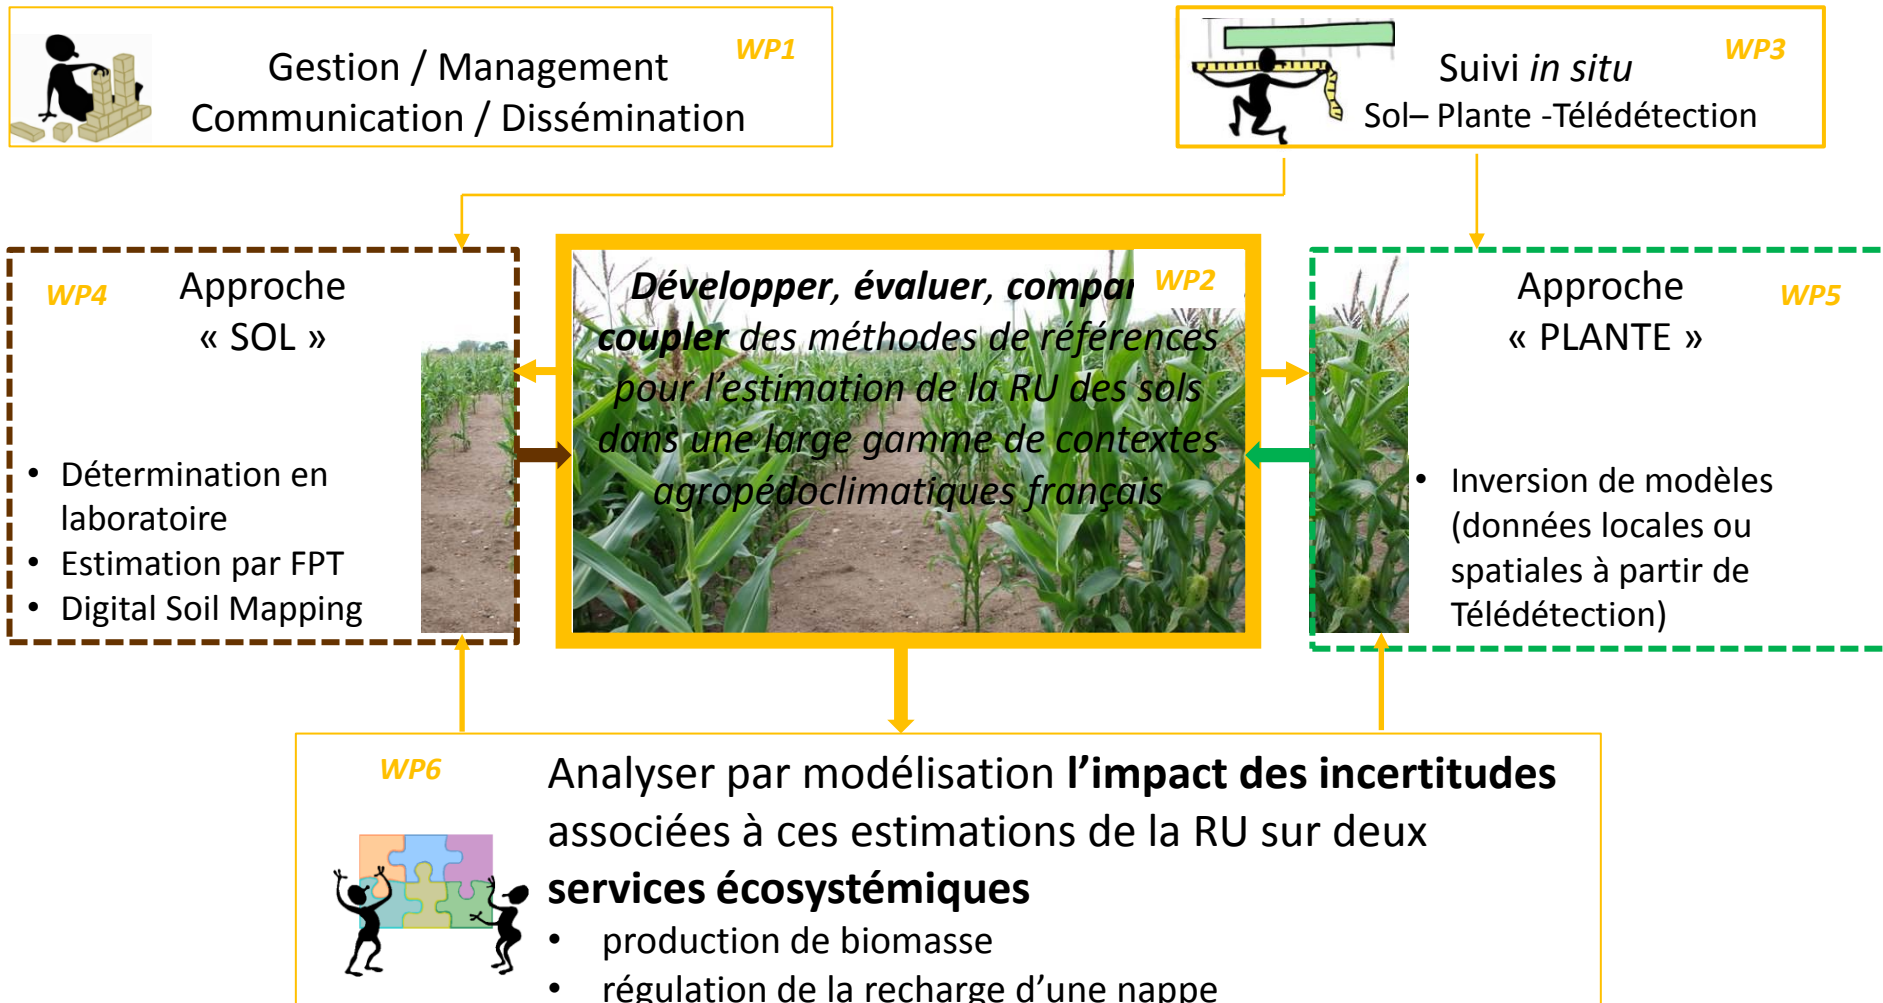 Gestion / Management
Communication / Dissémination
WP1
Suivi in situ
Sol– Plante -Télédétection
WP3
WP4
Approche
« SOL »
• Détermination en
laboratoire
• Estimation par FPT
• Digital Soil Mapping
Développer, évaluer, compar
WP2
coupler des méthodes de références
pour l’estimation de la RU des sols
dans une large gamme de contextes
agropédoclimatiques français
Approche
« PLANTE »
WP5
• Inversion de modèles
(données locales ou
spatiales à partir de
Télédétection)
WP6
Analyser par modélisation l’impact des incertitudes
associées à ces estimations de la RU sur deux
services écosystémiques
• production de biomasse
• régulation de la recharge d’une nappe